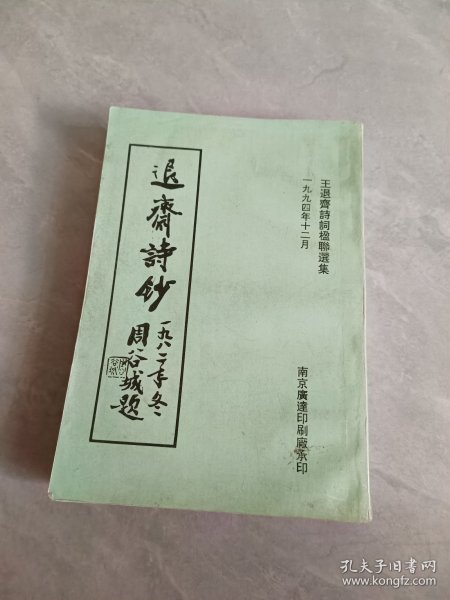 王退齊詩詞楹聯選集
一九九四年十二月
退齋詩鈔
一九八二年冬
周谷城題
南京廣達印刷廠承印
孔夫子旧书网
www.kongfz.com